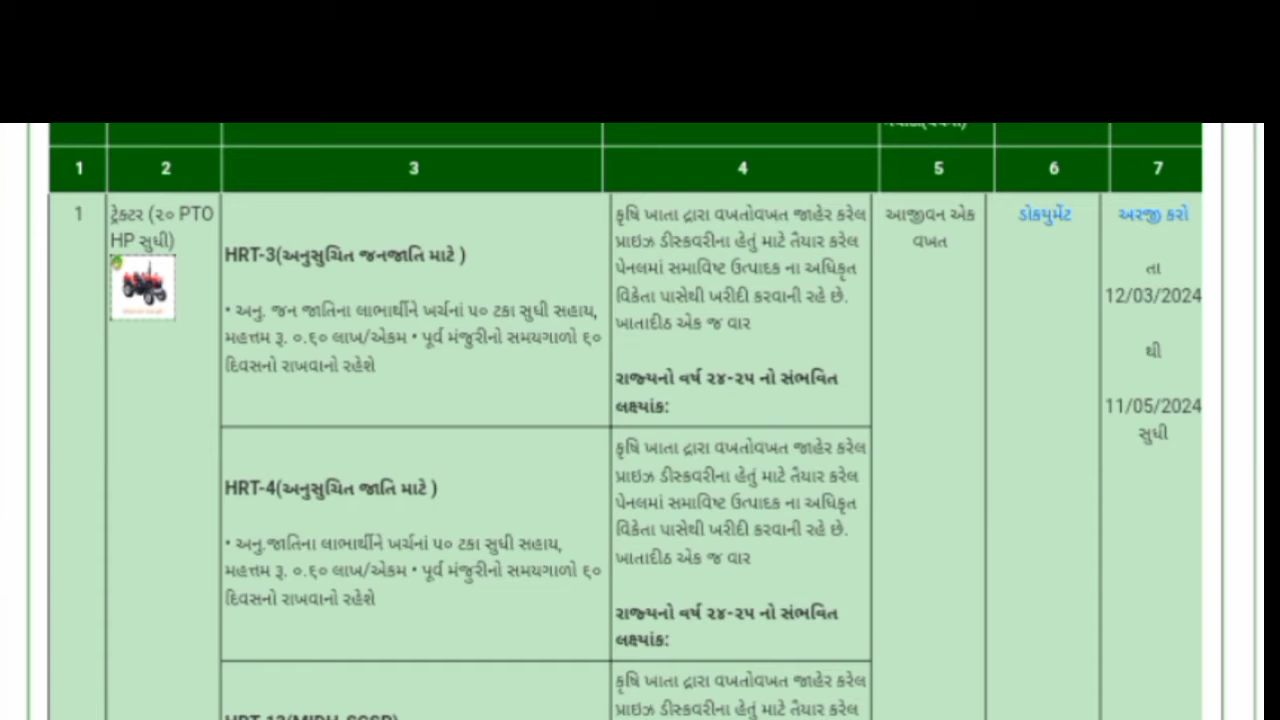 1
2
3
4
5
6
7
1
ટ્રેક્ટર (૨૦ PTO
HP સુધી)
HRT-3(અનુસુચિત જનજાતિ માટે )
• અનુ. જન જાતિના લાભાર્થીને ખર્ચનાં ૫૦ ટકા સુધી સહાય,
મહત્તમ રૂ. ૦.૬૦ લાખ/એકમ • પૂર્વ મંજુરીનો સમયગાળો ૬૦
દિવસનો રાખવાનો રહેશે
કૃષિ ખાતા દ્વારા વખતોવખત જાહેર કરેલ
પ્રાઇઝ ડીસ્કવરીના હેતું માટે તૈયાર કરેલ
પેનલમાં સમાવિષ્ટ ઉત્પાદક ના અધિકૃત
વિકેતા પાસેથી ખરીદી કરવાની રહે છે.
ખાતાદીઠ એક જ વાર
રાજ્યનો વર્ષ ૨૪-૨૫ નો સંભવિત
લક્ષ્યાંક:
આજીવન એક
વખત
ડોકયુમેંટ
અરજી કરો
તા
12/03/2024
થી
11/05/2024
સુધી
HRT-4(અનુસુચિત જાતિ માટે )
• અનુ.જાતિના લાભાર્થીને ખર્ચનાં ૫૦ ટકા સુધી સહાય,
મહત્તમ રૂ. ૦.૬૦ લાખ/એકમ • પૂર્વ મંજુરીનો સમયગાળો ૬૦
દિવસનો રાખવાનો રહેશે
કૃષિ ખાતા દ્વારા વખતોવખત જાહેર કરેલ
પ્રાઇઝ ડીસ્કવરીના હેતું માટે તૈયાર કરેલ
પેનલમાં સમાવિષ્ટ ઉત્પાદક ના અધિકૃત
વિકેતા પાસેથી ખરીદી કરવાની રહે છે.
ખાતાદીઠ એક જ વાર
રાજ્યનો વર્ષ ૨૪-૨૫ નો સંભવિત
લક્ષ્યાંક:
કૃષિ ખાતા દ્વારા વખતોવખત જાહેર કરેલ
પ્રાઇઝ ડીસ્કવરીના હેતું માટે તૈયાર કરેલ